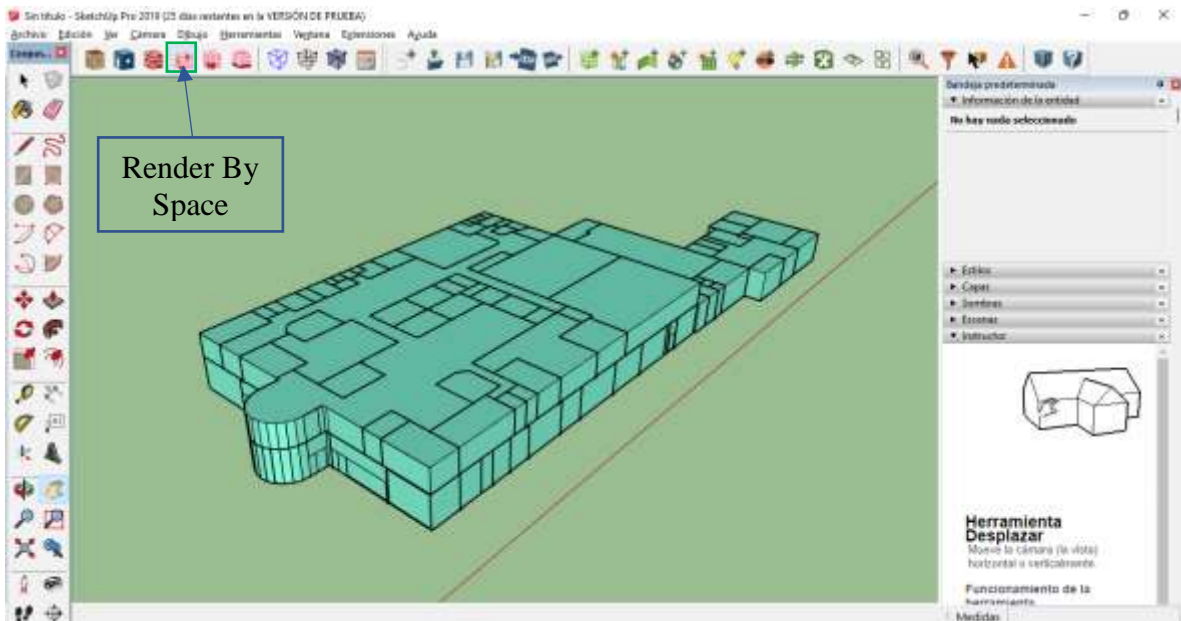 Sin título - SketchUp Pro 2019 (25 días restantes en la VERSIÓN DE PRUEBA)
Archivo Edición Ver Cámara Dibujo Herramientas Ventana Extensiones Ayuda
Bandeja predeterminada
Información de la entidad
No hay nada seleccionado
Render By
Space
Estilos
Capas
Sombras
Escenas
Instructor
Herramienta
Desplazar
Mueve la cámara (la vista)
horizontal o verticalmente.
Funcionamiento de la
herramienta
Medidas